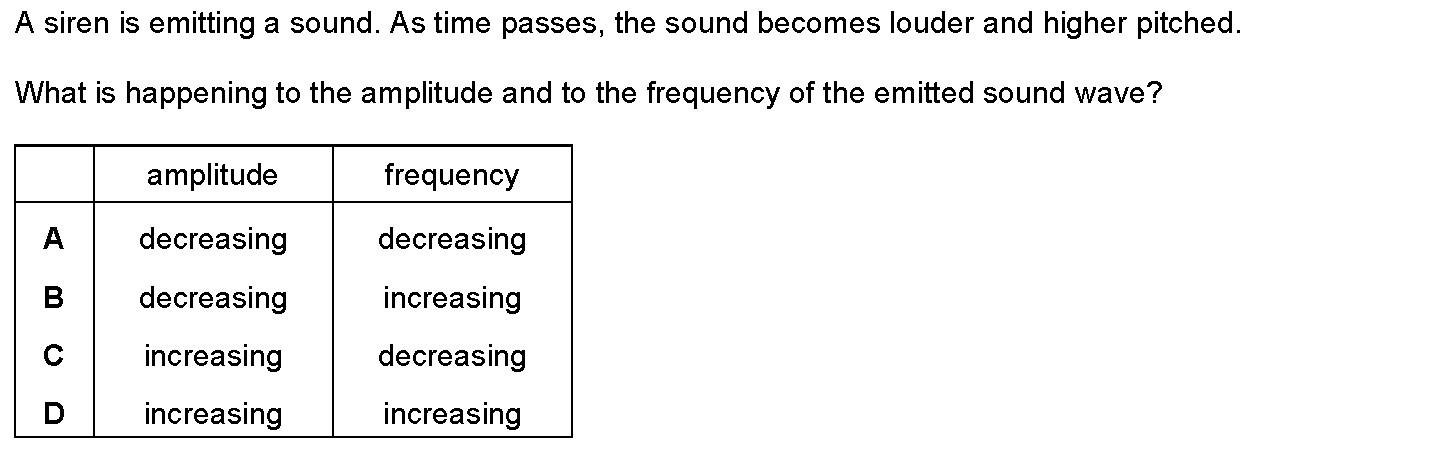 A siren is emitting a sound. As time passes, the sound becomes louder and higher pitched.
What is happening to the amplitude and to the frequency of the emitted sound wave?
amplitude frequency
A decreasing decreasing
B decreasing increasing
C increasing decreasing
D increasing increasing